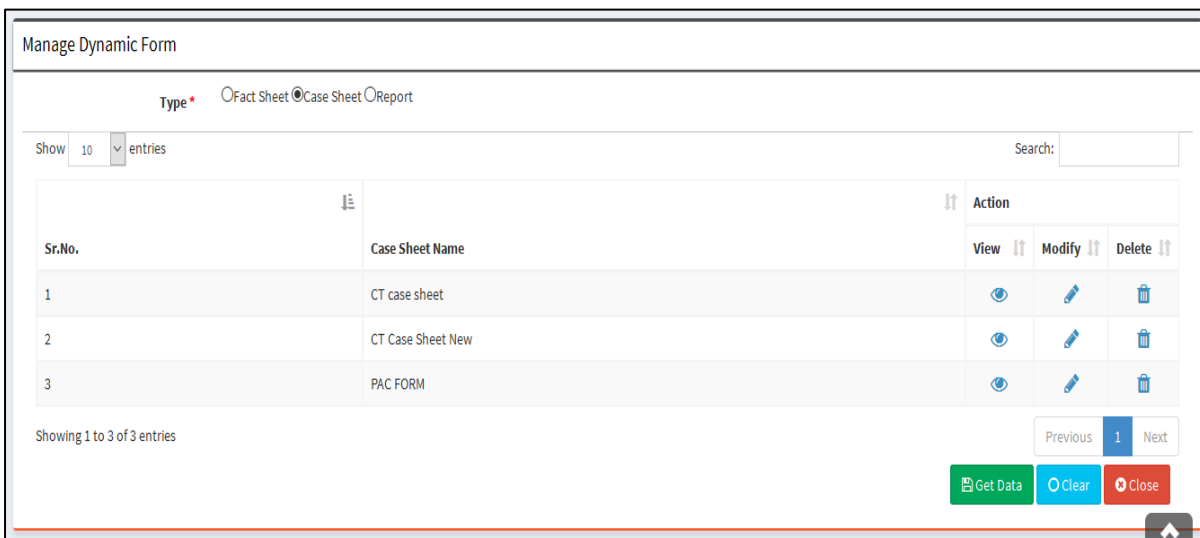 Manage Dynamic Form
Type * Fact Sheet Case Sheet Report
Show 10 entries Search:
Action
Sr.No. Case Sheet Name View Modify Delete
1 CT case sheet
2 CT Case Sheet New
3 PAC FORM
Showing 1 to 3 of 3 entries Previous 1 Next
Get Data Clear Close